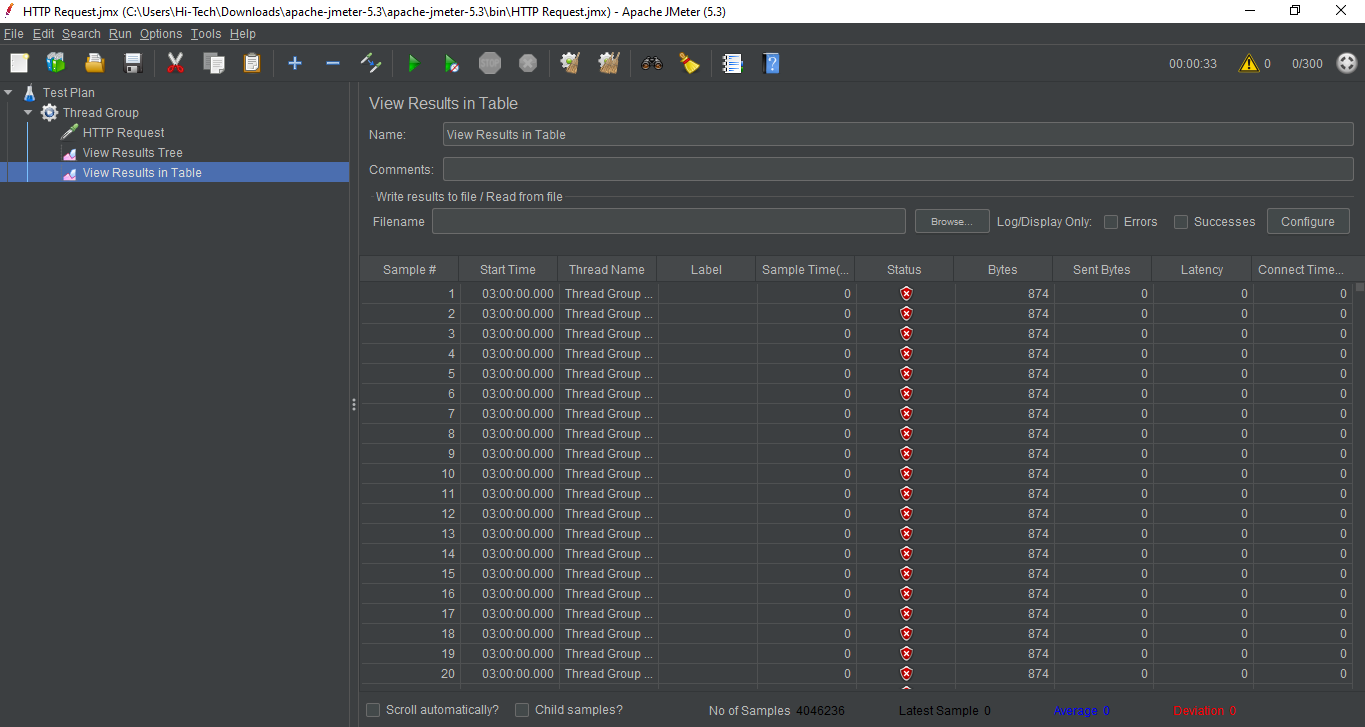 HTTP Request.jmx (C:\Users\Hi-Tech\Downloads\apache-jmeter-5.3\apache-jmeter-5.3\bin\HTTP Request.jmx) - Apache JMeter (5.3)
File Edit Search Run Options Tools Help
STOP 00:00:33 0 0/300
Test Plan
Thread Group
HTTP Request
View Results Tree
View Results in Table
View Results in Table
Name: View Results in Table
Comments:
Write results to file / Read from file
Filename Browse... Log/Display Only: Errors Successes Configure
Sample # Start Time Thread Name Label Sample Time(... Status Bytes Sent Bytes Latency Connect Time...
1 03:00:00.000 Thread Group ... 0 874 0 0 0
2 03:00:00.000 Thread Group ... 0 874 0 0 0
3 03:00:00.000 Thread Group ... 0 874 0 0 0
4 03:00:00.000 Thread Group ... 0 874 0 0 0
5 03:00:00.000 Thread Group ... 0 874 0 0 0
6 03:00:00.000 Thread Group ... 0 874 0 0 0
7 03:00:00.000 Thread Group ... 0 874 0 0 0
8 03:00:00.000 Thread Group ... 0 874 0 0 0
9 03:00:00.000 Thread Group ... 0 874 0 0 0
10 03:00:00.000 Thread Group ... 0 874 0 0 0
11 03:00:00.000 Thread Group ... 0 874 0 0 0
12 03:00:00.000 Thread Group ... 0 874 0 0 0
13 03:00:00.000 Thread Group ... 0 874 0 0 0
14 03:00:00.000 Thread Group ... 0 874 0 0 0
15 03:00:00.000 Thread Group ... 0 874 0 0 0
16 03:00:00.000 Thread Group ... 0 874 0 0 0
17 03:00:00.000 Thread Group ... 0 874 0 0 0
18 03:00:00.000 Thread Group ... 0 874 0 0 0
19 03:00:00.000 Thread Group ... 0 874 0 0 0
20 03:00:00.000 Thread Group ... 0 874 0 0 0
Scroll automatically? Child samples? No of Samples 4046236 Latest Sample 0 Average 0 Deviation 0